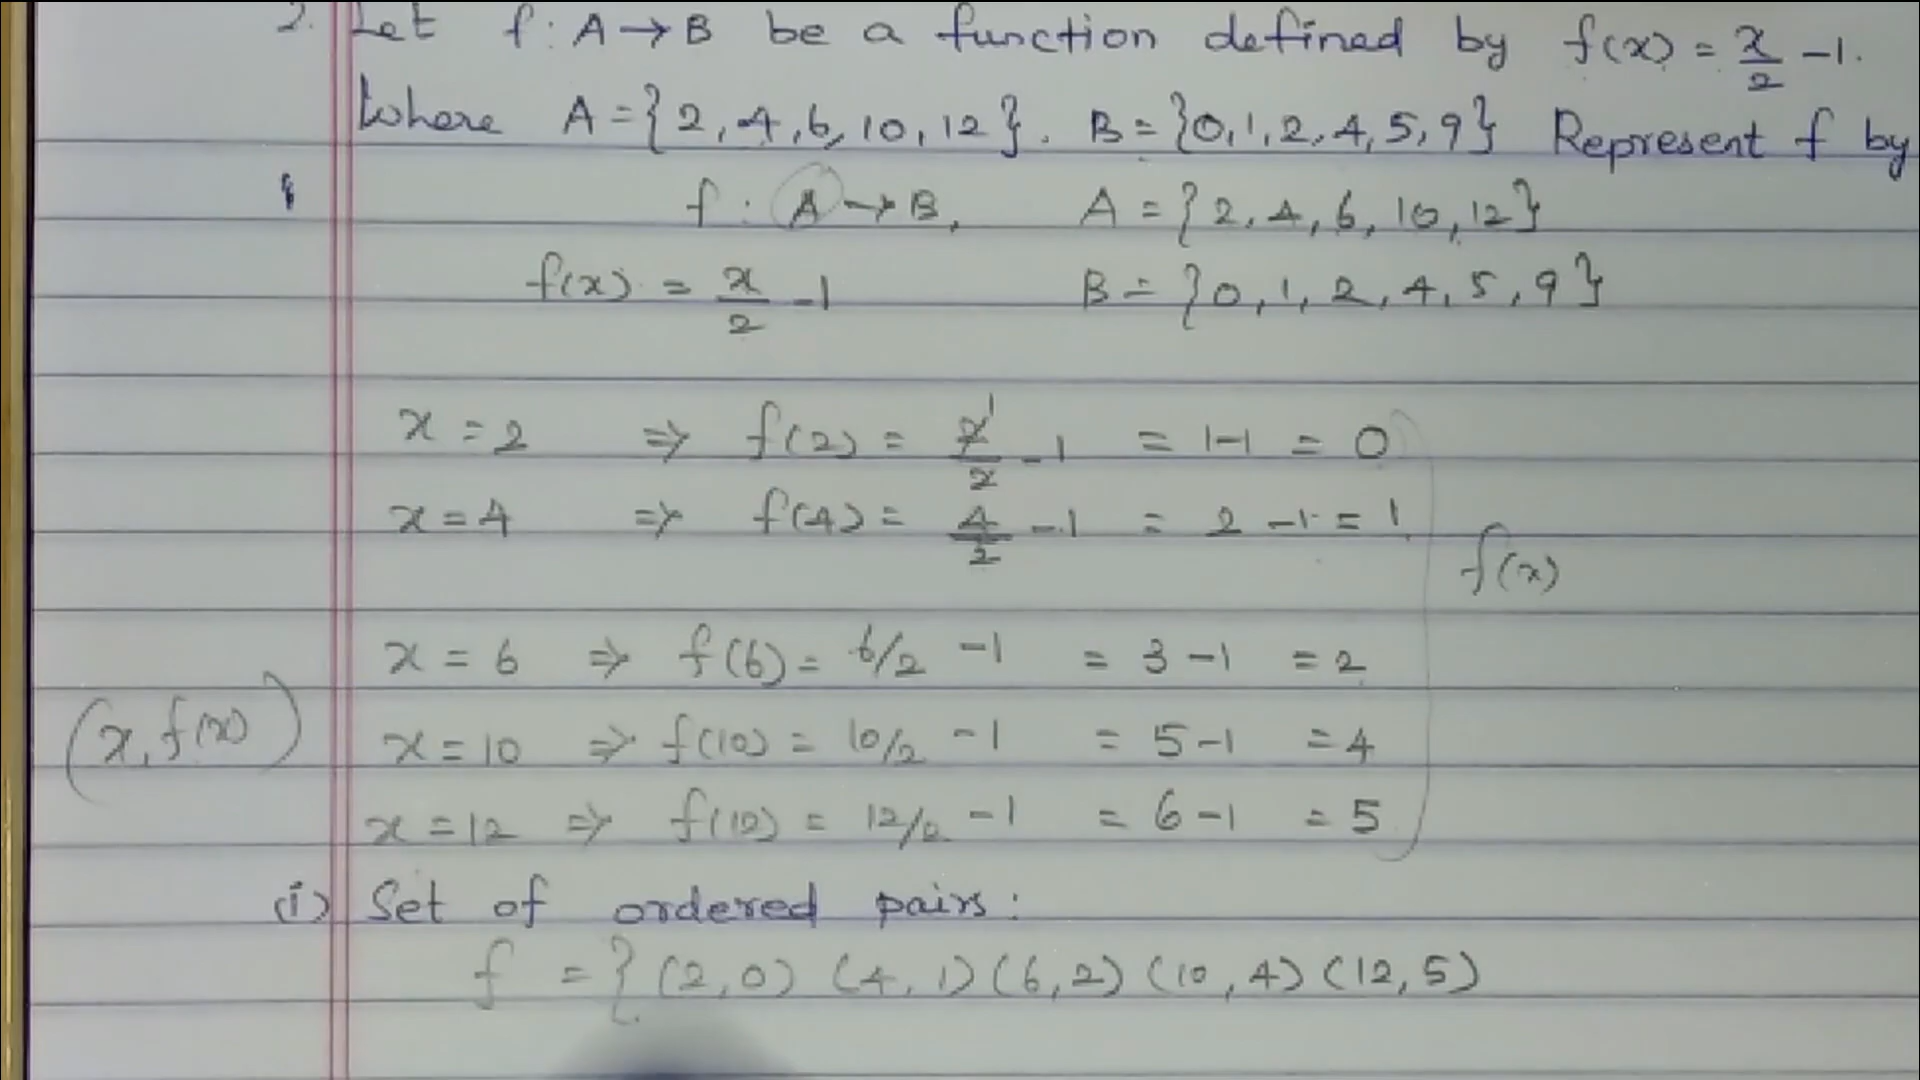 2. Let f : A → B be a function defined by f(x) = x/2 - 1.
Where A = {2, 4, 6, 10, 12}. B = {0, 1, 2, 4, 5, 9} Represent f by
f : A → B, A = {2, 4, 6, 10, 12}
f(x) = x/2 - 1 B = {0, 1, 2, 4, 5, 9}
x = 2 ⇒ f(2) = 2/2 - 1 = 1-1 = 0
x = 4 ⇒ f(4) = 4/2 - 1 = 2 - 1 = 1
f(x)
x = 6 ⇒ f(6) = 6/2 - 1 = 3 - 1 = 2
(x, f(x)) x = 10 ⇒ f(10) = 10/2 - 1 = 5 - 1 = 4
x = 12 ⇒ f(12) = 12/2 - 1 = 6 - 1 = 5
(i) Set of ordered pairs :
f = { (2, 0) (4, 1) (6, 2) (10, 4) (12, 5)